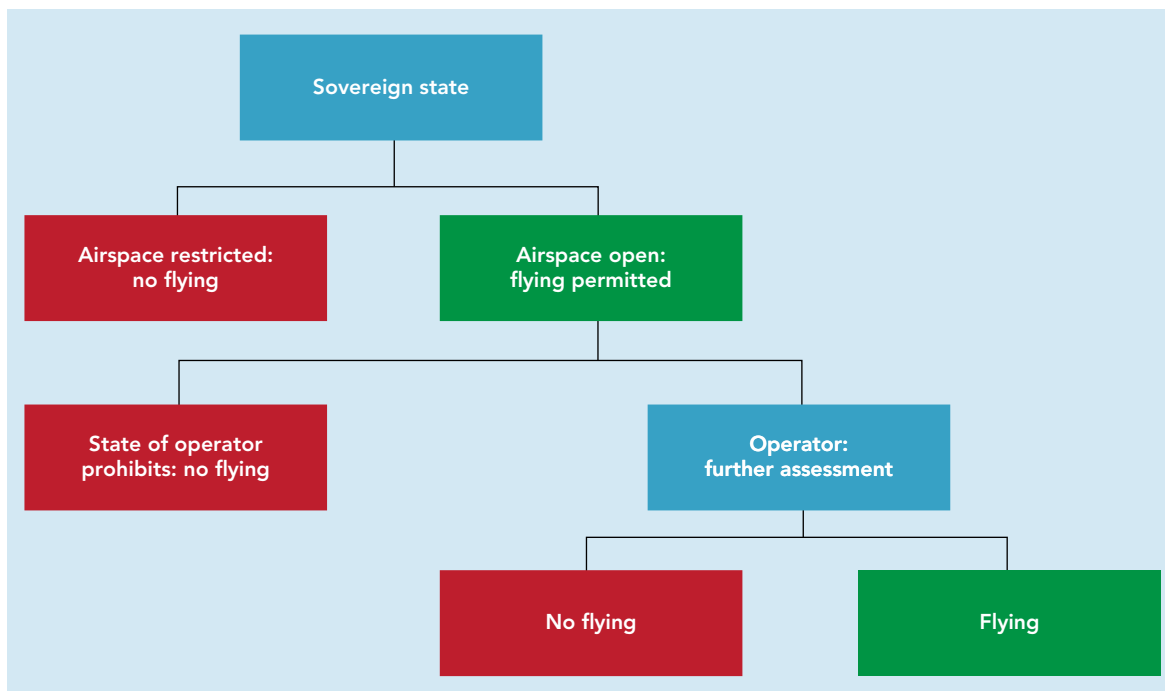 Sovereign state
Airspace restricted:
no flying
Airspace open:
flying permitted
State of operator
prohibits: no flying
Operator:
further assessment
No flying
Flying